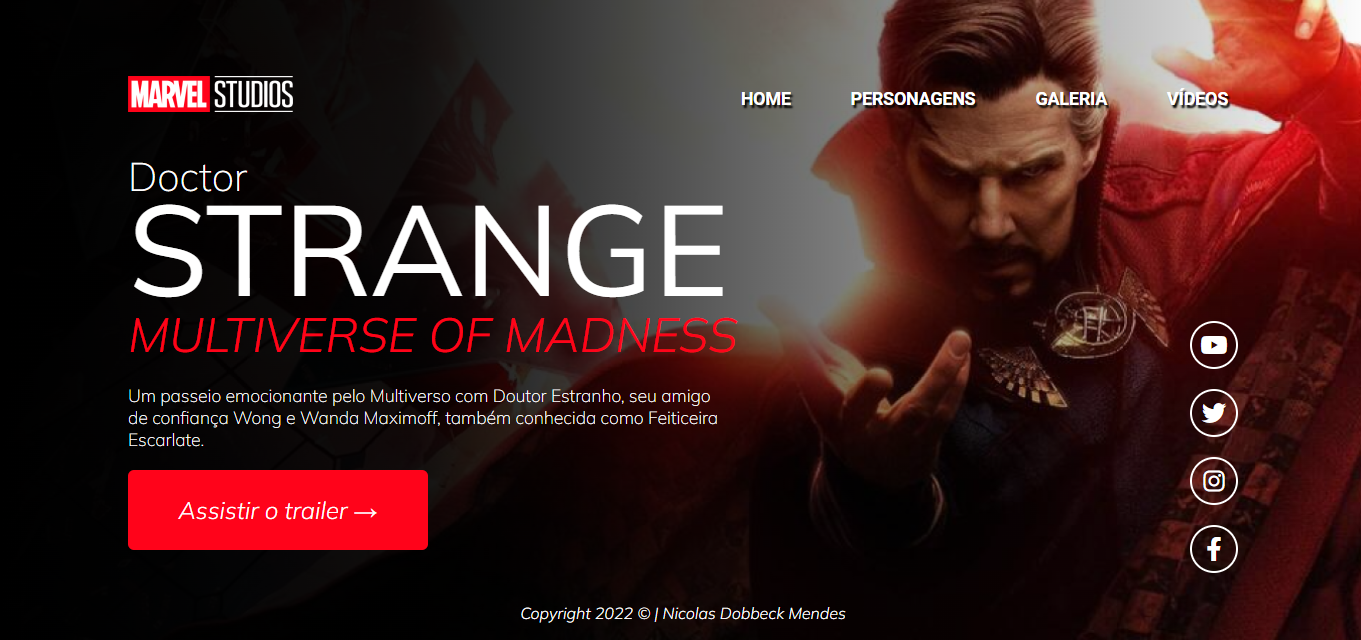 MARVEL STUDIOS
HOME PERSONAGENS GALERIA VÍDEOS
Doctor
STRANGE
MULTIVERSE OF MADNESS
Um passeio emocionante pelo Multiverso com Doutor Estranho, seu amigo
de confiança Wong e Wanda Maximoff, também conhecida como Feiticeira
Escarlate.
Assistir o trailer →
Copyright 2022 © | Nicolas Dobbeck Mendes